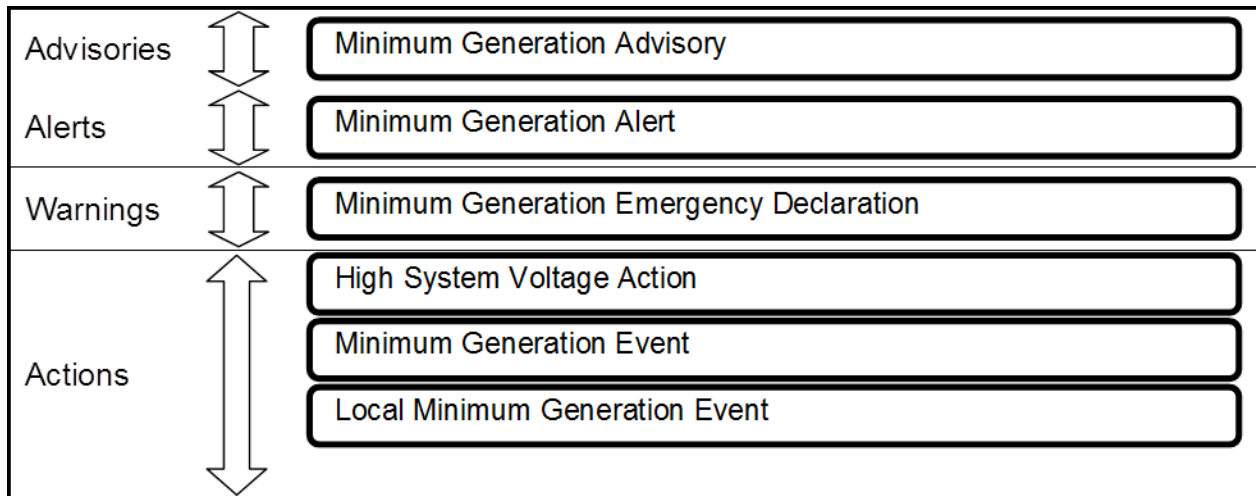 Advisories
Minimum Generation Advisory
Alerts
Minimum Generation Alert
Warnings
Minimum Generation Emergency Declaration
Actions
High System Voltage Action
Minimum Generation Event
Local Minimum Generation Event